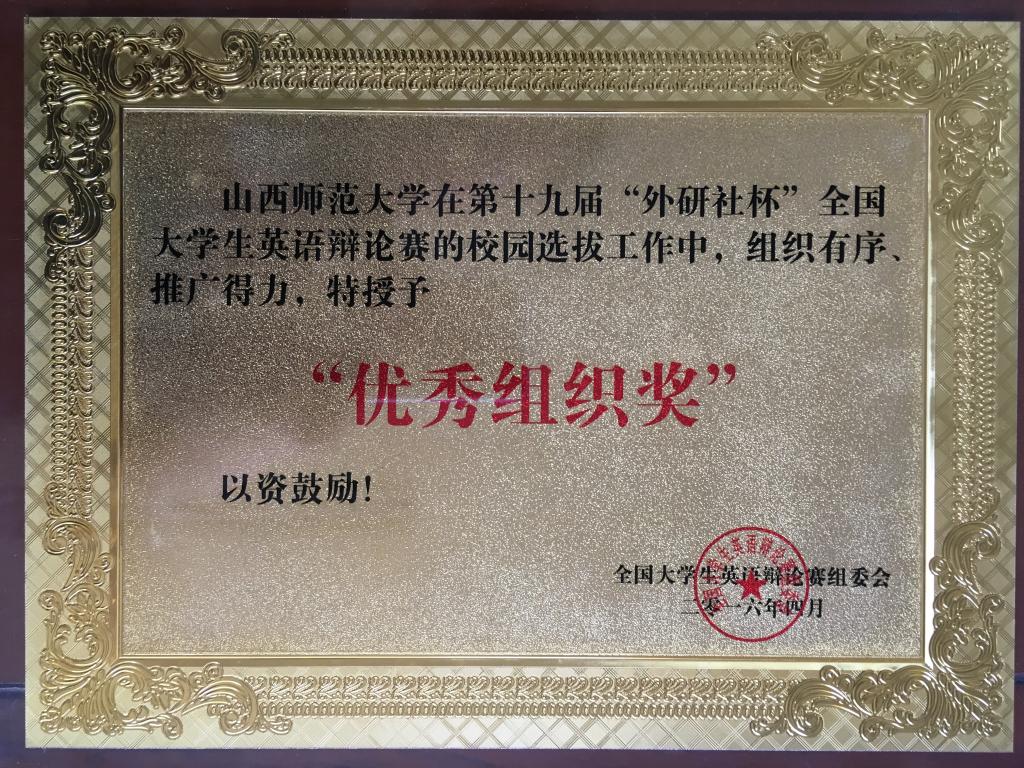 山西师范大学在第十九届“外研社杯”全国
大学生英语辩论赛的校园选拔工作中，组织有序、
推广得力，特授予
“优秀组织奖”
以资鼓励！
全国大学生英语辩论赛组委会
二零一六年四月